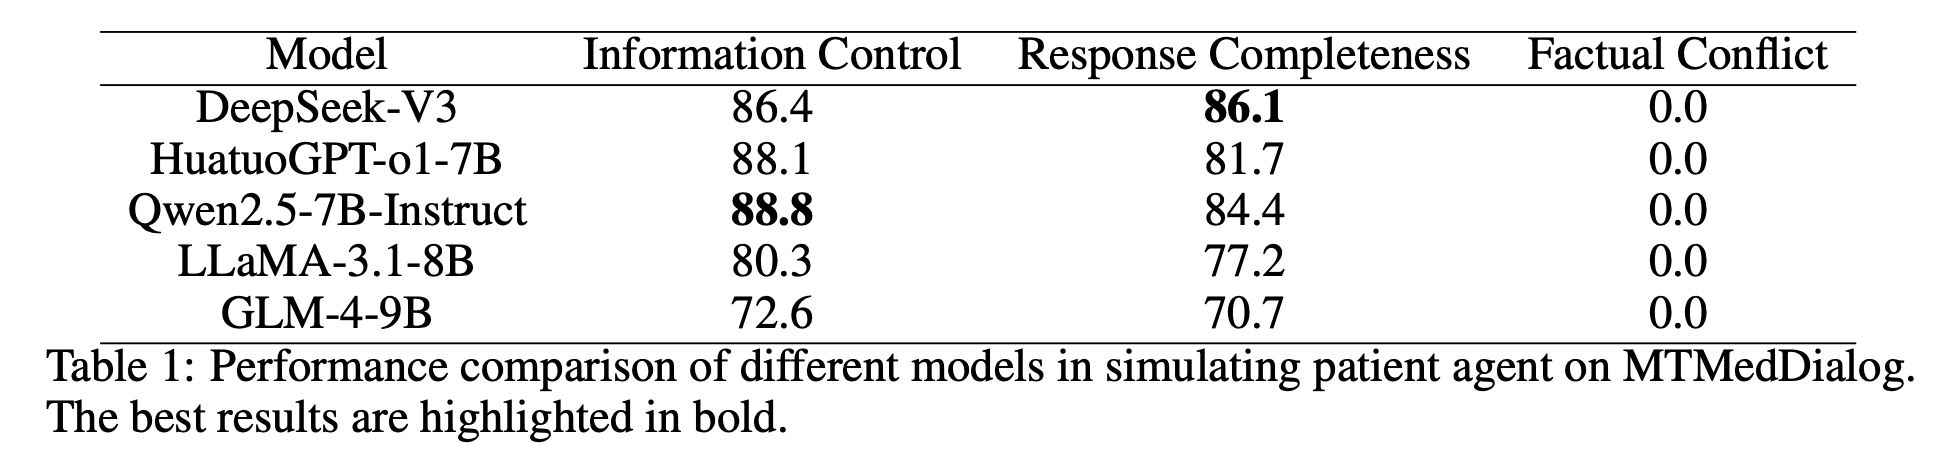 Model Information Control Response Completeness Factual Conflict
DeepSeek-V3 86.4 86.1 0.0
HuatuoGPT-o1-7B 88.1 81.7 0.0
Qwen2.5-7B-Instruct 88.8 84.4 0.0
LLaMA-3.1-8B 80.3 77.2 0.0
GLM-4-9B 72.6 70.7 0.0
Table 1: Performance comparison of different models in simulating patient agent on MTMedDialog.
The best results are highlighted in bold.